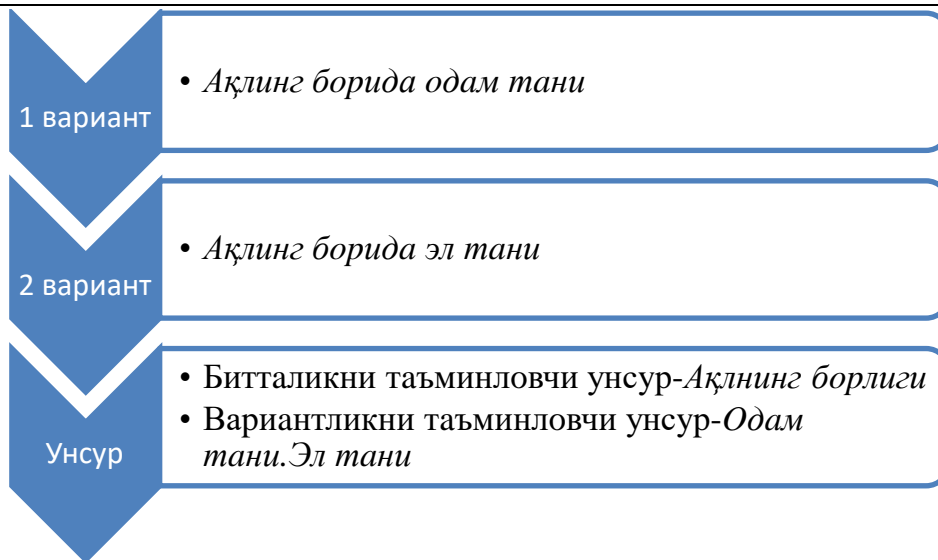 1 вариант
• Ақлинг борида одам тани
2 вариант
• Ақлинг борида эл тани
Унсур
• Битталикни таъминловчи унсур-Ақлнинг борлиги
• Вариантликни таъминловчи унсур-Одам
тани.Эл тани